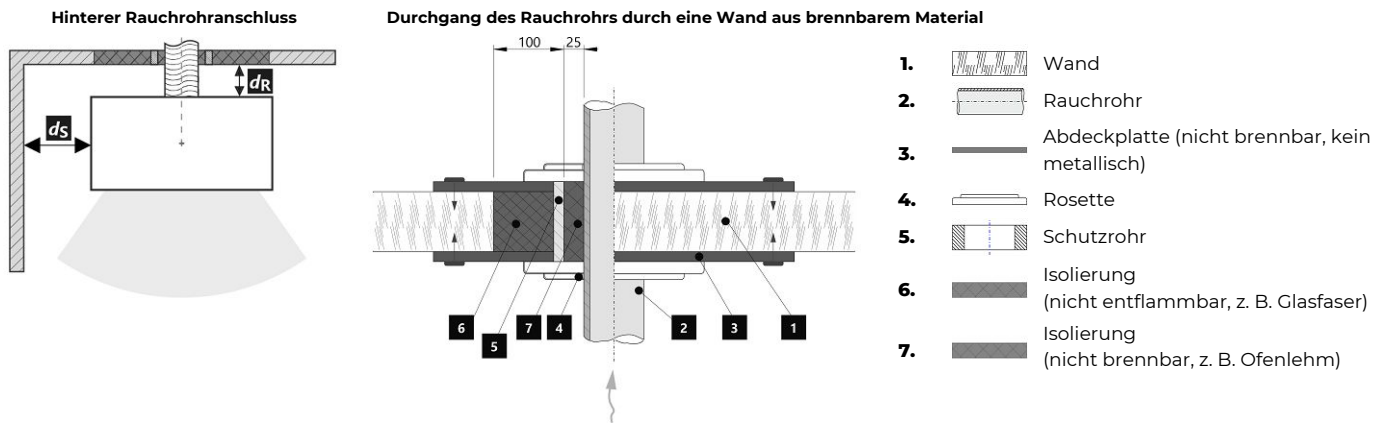 Hinterer Rauchrohranschluss
dR
dS
Durchgang des Rauchrohrs durch eine Wand aus brennbarem Material
100
25
6
5
7
4
2
3
1
1.
Wand
2.
Rauchrohr
3.
Abdeckplatte (nicht brennbar, kein
metallisch)
4.
Rosette
5.
Schutzrohr
6.
Isolierung
(nicht entflammbar, z. B. Glasfaser)
7.
Isolierung
(nicht brennbar, z. B. Ofenlehm)